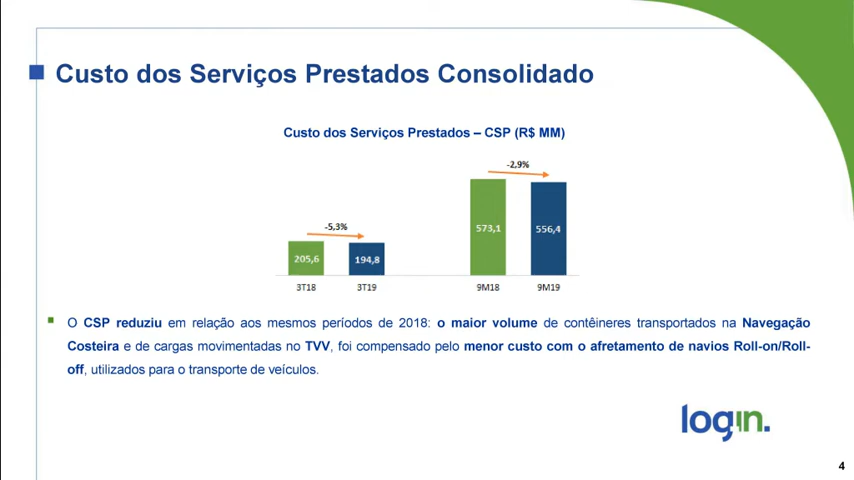 Custo dos Serviços Prestados Consolidado
Custo dos Serviços Prestados – CSP (R$ MM)
-2,9%
-5,3%
573,1
556,4
205,6
194,8
3T18
3T19
9M18
9M19
O CSP reduziu em relação aos mesmos períodos de 2018: o maior volume de contêineres transportados na Navegação
Costeira e de cargas movimentadas no TVV, foi compensado pelo menor custo com o afretamento de navios Roll-on/Roll-
off, utilizados para o transporte de veículos.
login.
4